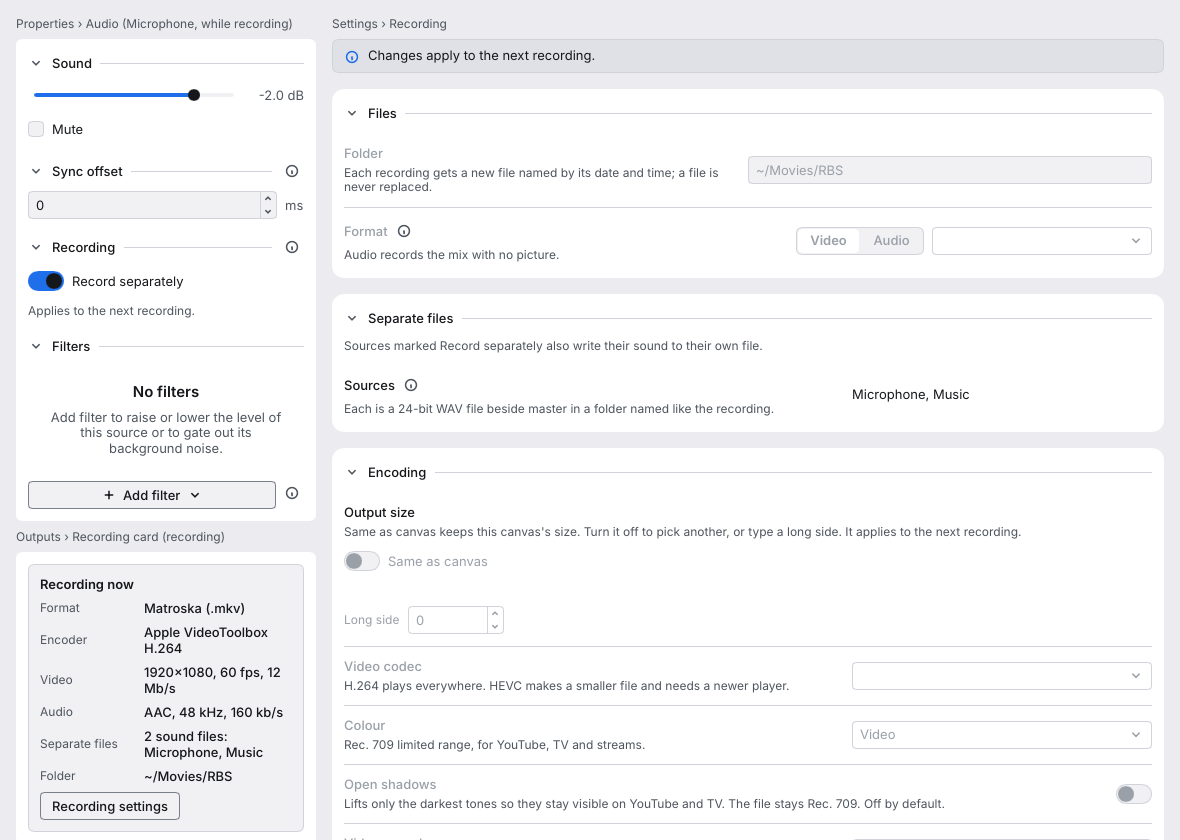 Properties › Audio (Microphone, while recording)
Sound
-2.0 dB
Mute
Sync offset
0
ms
Recording
Record separately
Applies to the next recording.
Filters
No filters
Add filter to raise or lower the level of
this source or to gate out its
background noise.
+ Add filter
Outputs › Recording card (recording)
Recording now
Format Matroska (.mkv)
Encoder Apple VideoToolbox
H.264
Video 1920×1080, 60 fps, 12
Mb/s
Audio AAC, 48 kHz, 160 kb/s
Separate files 2 sound files:
Microphone, Music
Folder ~/Movies/RBS
Recording settings
Settings › Recording
Changes apply to the next recording.
Files
Folder
Each recording gets a new file named by its date and time; a file is
never replaced.
~/Movies/RBS
Format
Audio records the mix with no picture.
Video Audio
Separate files
Sources marked Record separately also write their sound to their own file.
Sources
Each is a 24-bit WAV file beside master in a folder named like the recording.
Microphone, Music
Encoding
Output size
Same as canvas keeps this canvas's size. Turn it off to pick another, or type a long side. It applies to the next recording.
Same as canvas
Long side 0
Video codec
H.264 plays everywhere. HEVC makes a smaller file and needs a newer player.
Colour
Rec. 709 limited range, for YouTube, TV and streams.
Video
Open shadows
Lifts only the darkest tones so they stay visible on YouTube and TV. The file stays Rec. 709. Off by default.